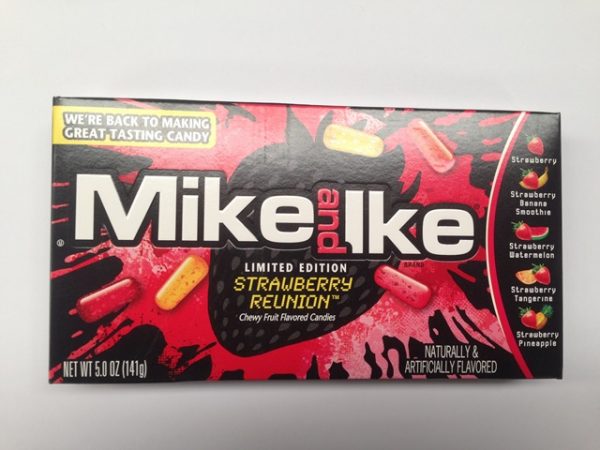 WE'RE BACK TO MAKING
GREAT TASTING CANDY
Mike and Ike
®
BRAND
LIMITED EDITION
STRAWBERRY
REUNION™
Chewy Fruit Flavored Candies
NET WT 5.0 OZ (141g)
NATURALLY &
ARTIFICIALLY FLAVORED
Strawberry
Strawberry
Banana
Smoothie
Strawberry
Watermelon
Strawberry
Tangerine
Strawberry
Pineapple